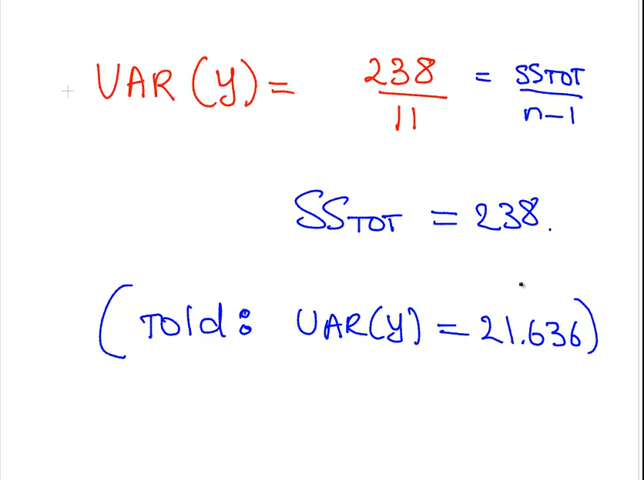 VAR (y) = 238/11 = SSTOT/n-1
SSTOT = 238.
(Told: VAR(y) = 21.636)